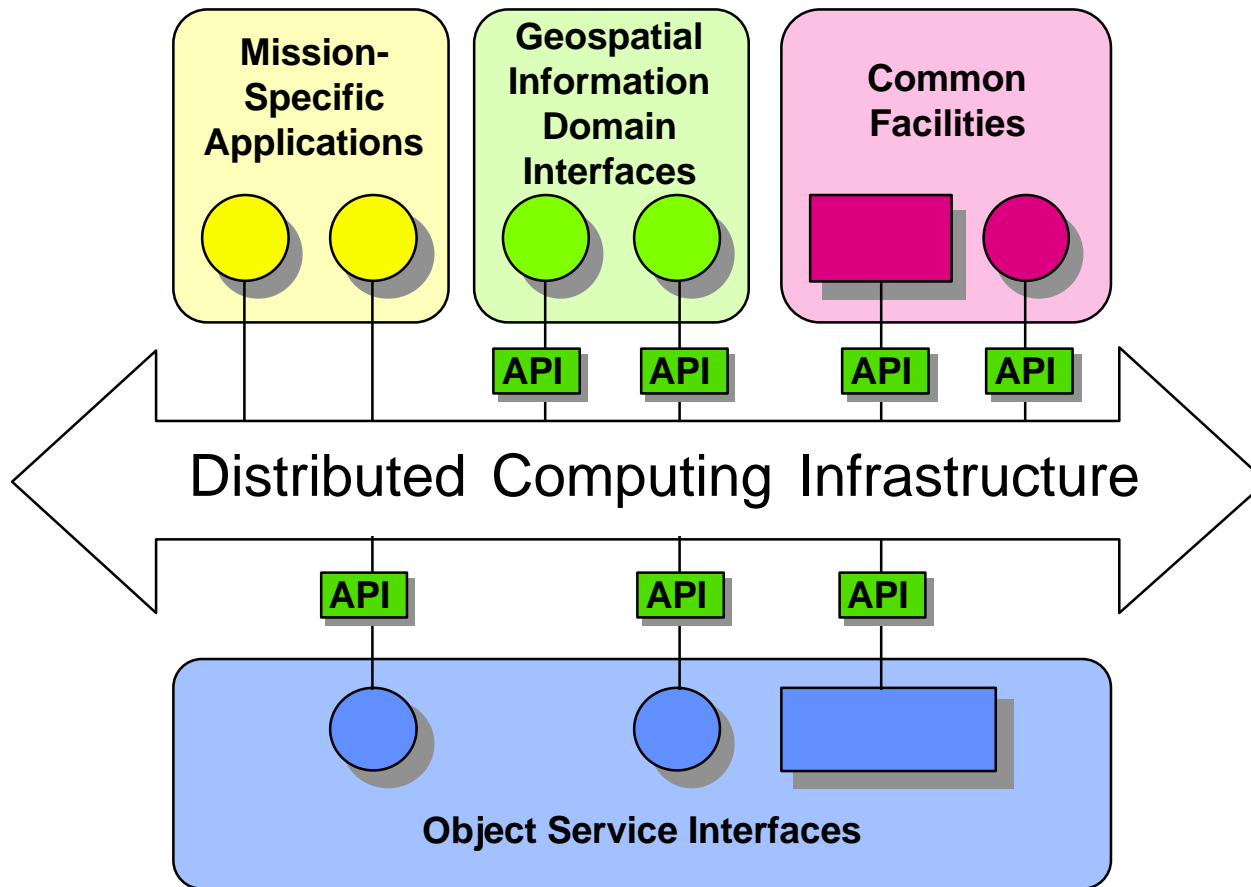 Mission-
Specific
Applications
Geospatial
Information
Domain
Interfaces
Common
Facilities
API
API
API
API
Distributed Computing Infrastructure
API
API
API
Object Service Interfaces